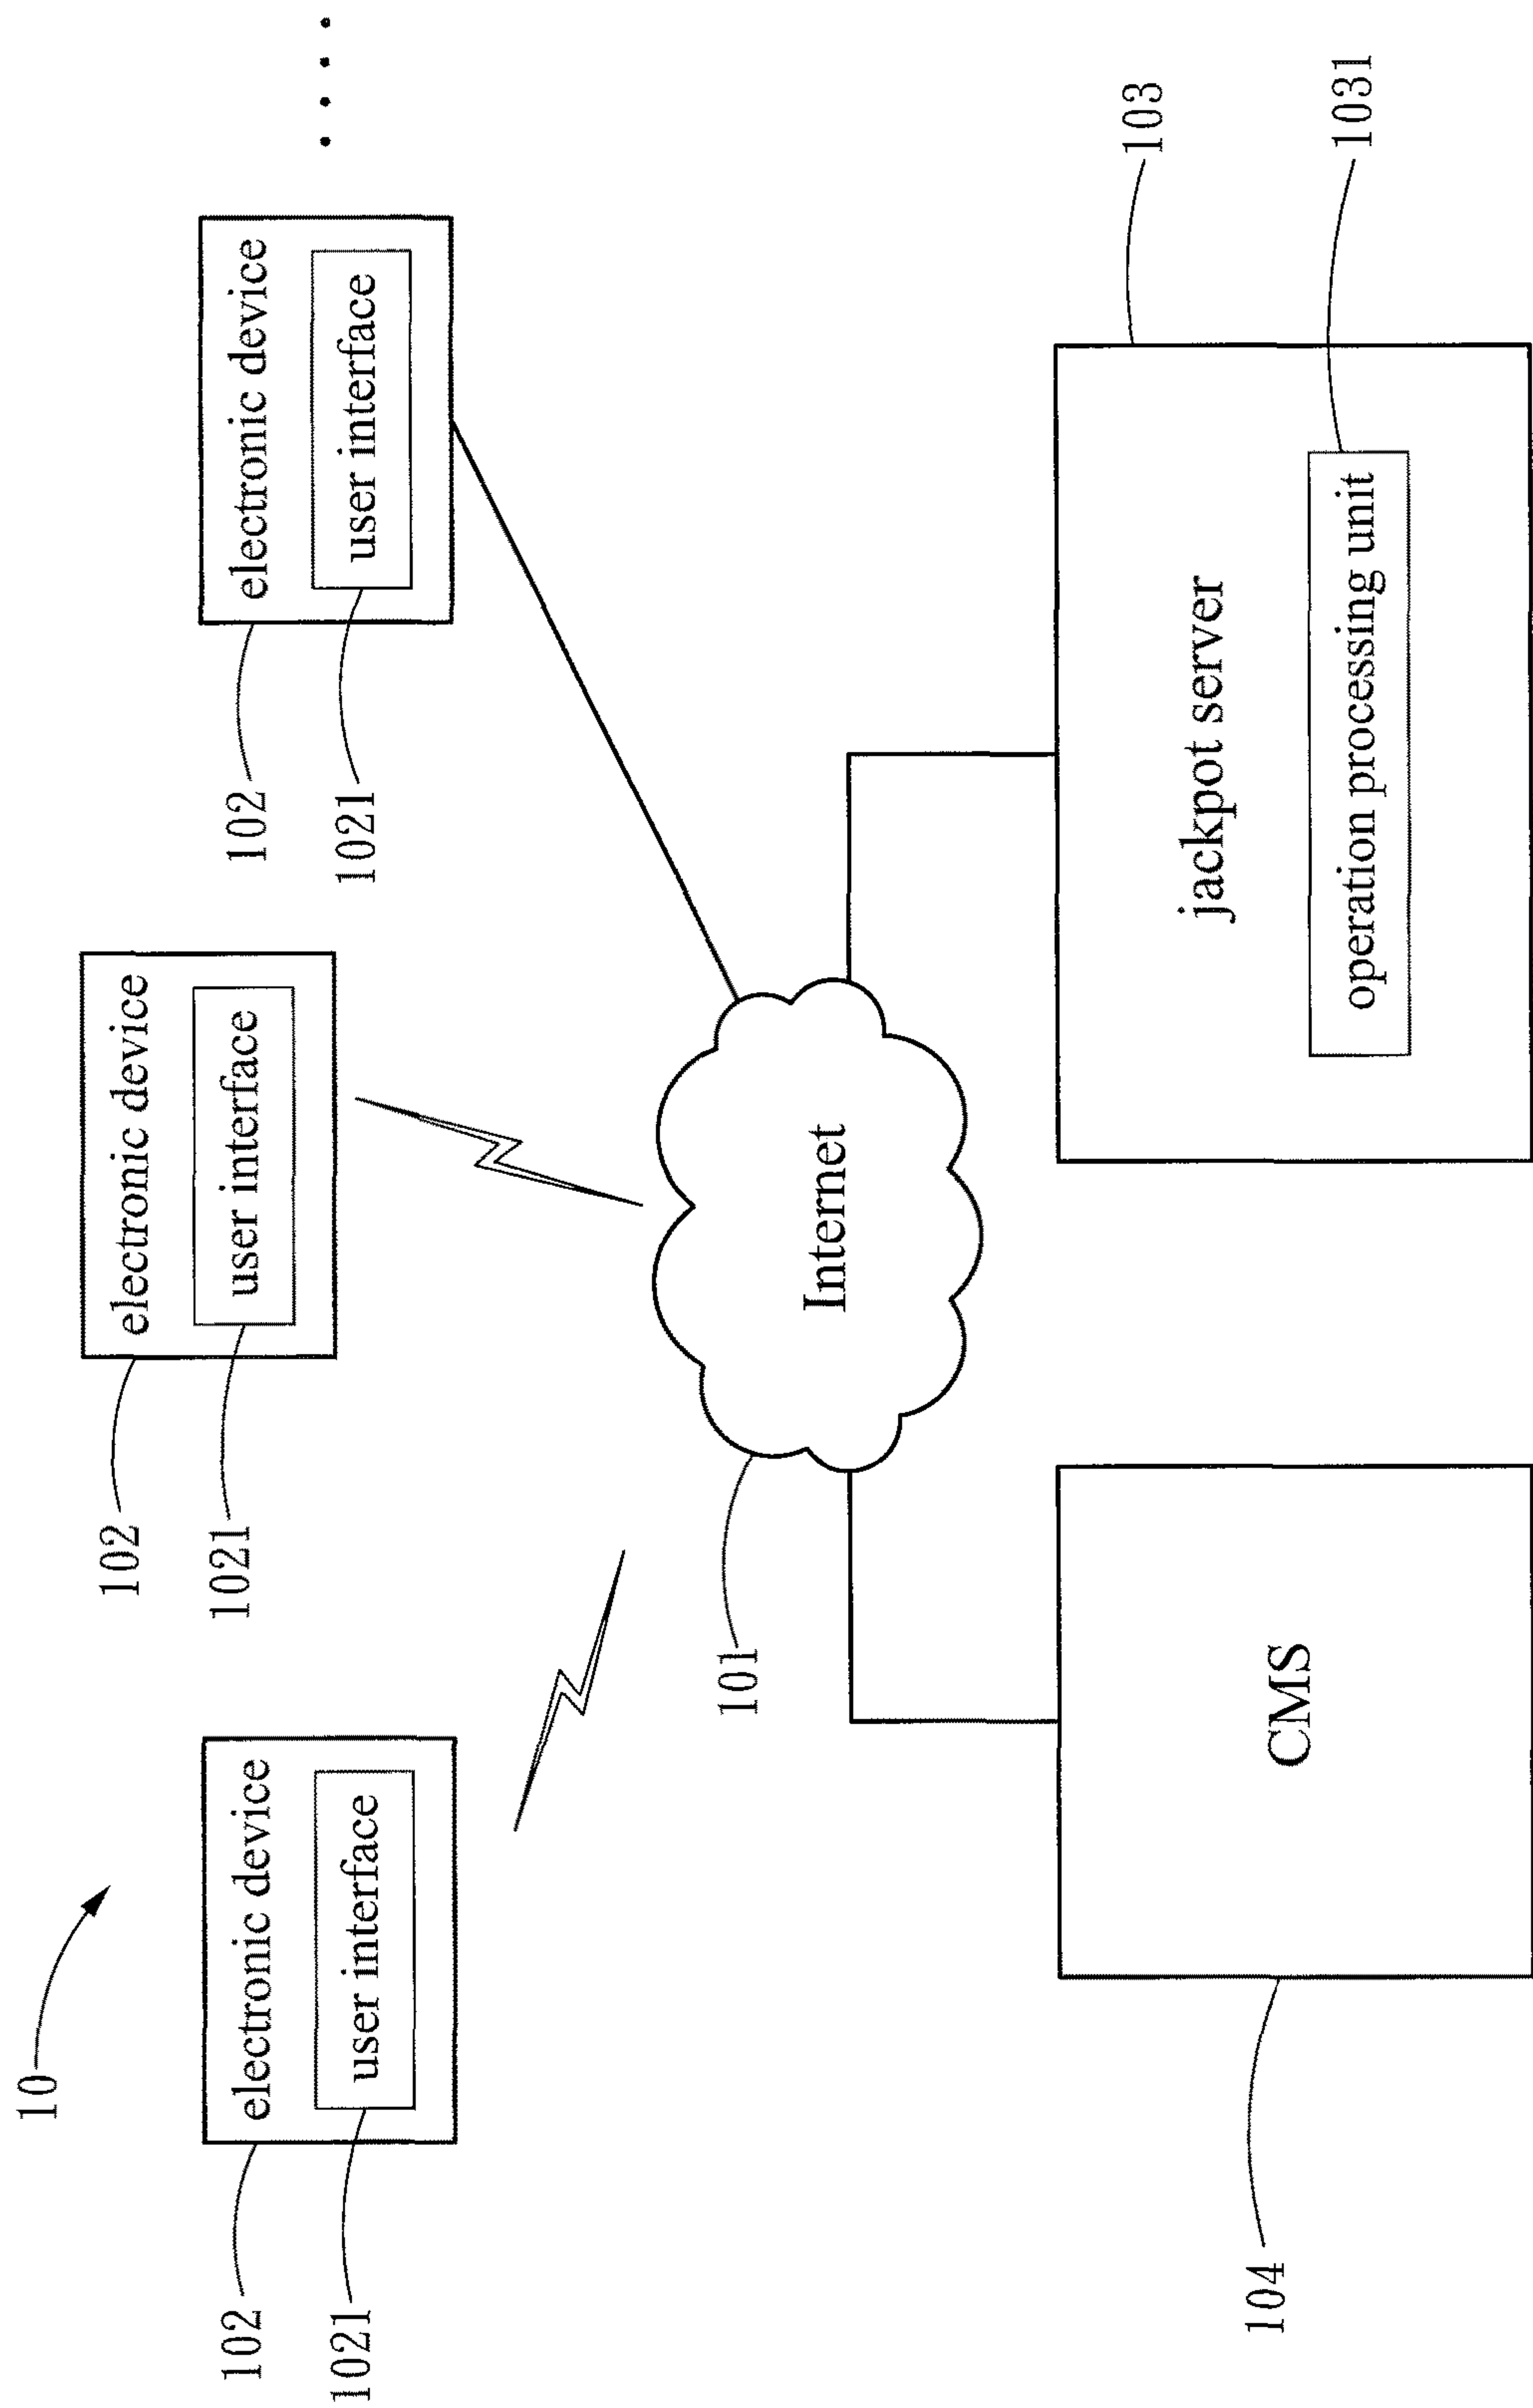 10
electronic device
user interface
102
1021
electronic device
user interface
102
1021
electronic device
user interface
102
1021
Internet
101
CMS
104
jackpot server
operation processing unit
103
1031